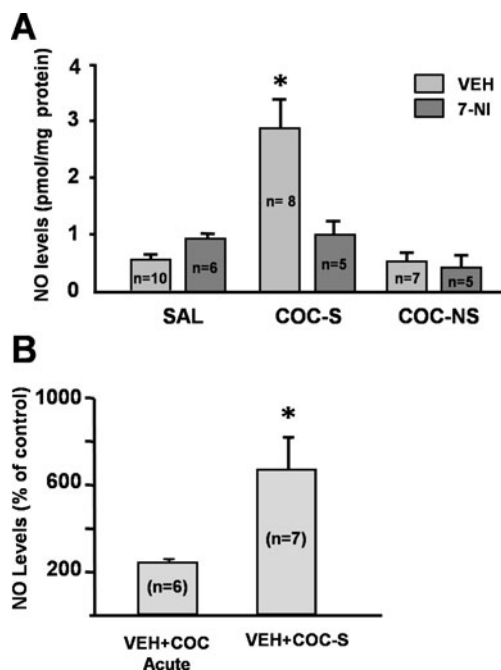 A
NO levels (pmol/mg protein)
4
3
2
1
0
*
VEH
7-NI
n=10
n=6
n= 8
n=5
n=7
n=5
SAL
COC-S
COC-NS
B
NO Levels (% of control)
1000
600
200
*
(n=6)
(n=7)
VEH+COC
Acute
VEH+COC-S